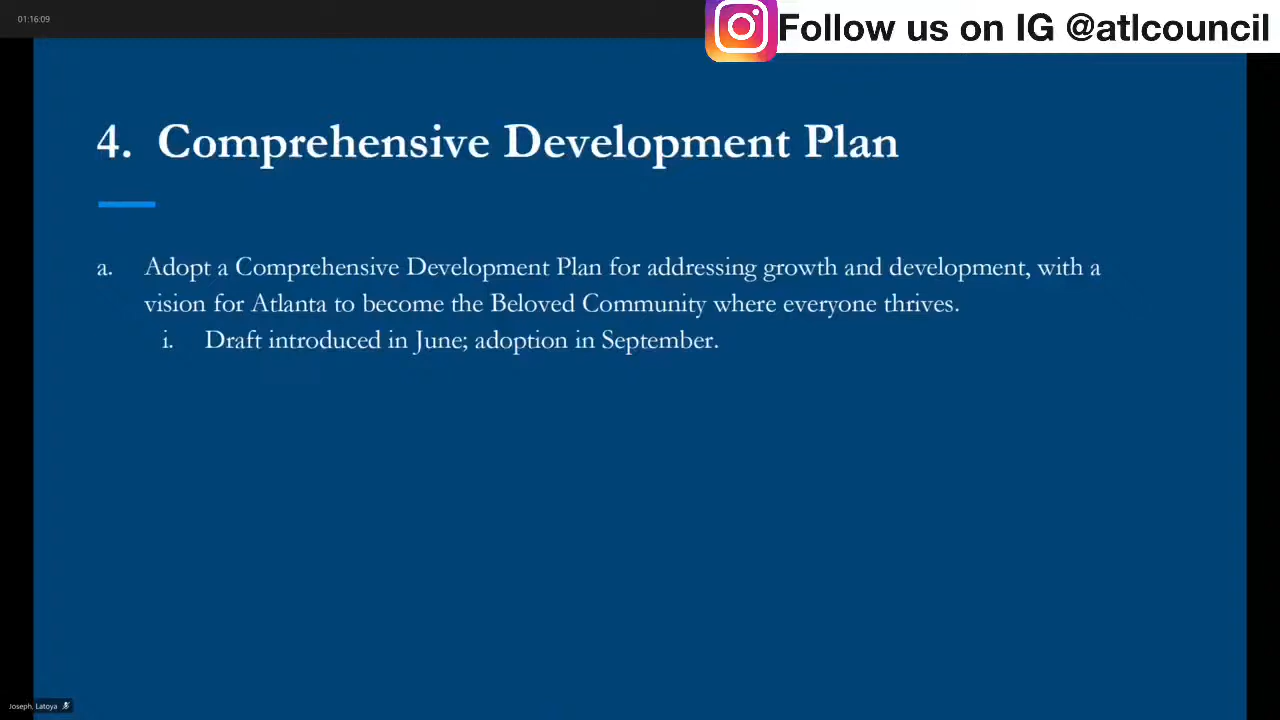 01:16:09
Follow us on IG @atlcouncil
4. Comprehensive Development Plan
a. Adopt a Comprehensive Development Plan for addressing growth and development, with a
vision for Atlanta to become the Beloved Community where everyone thrives.
i. Draft introduced in June; adoption in September.
Joseph, Latoya